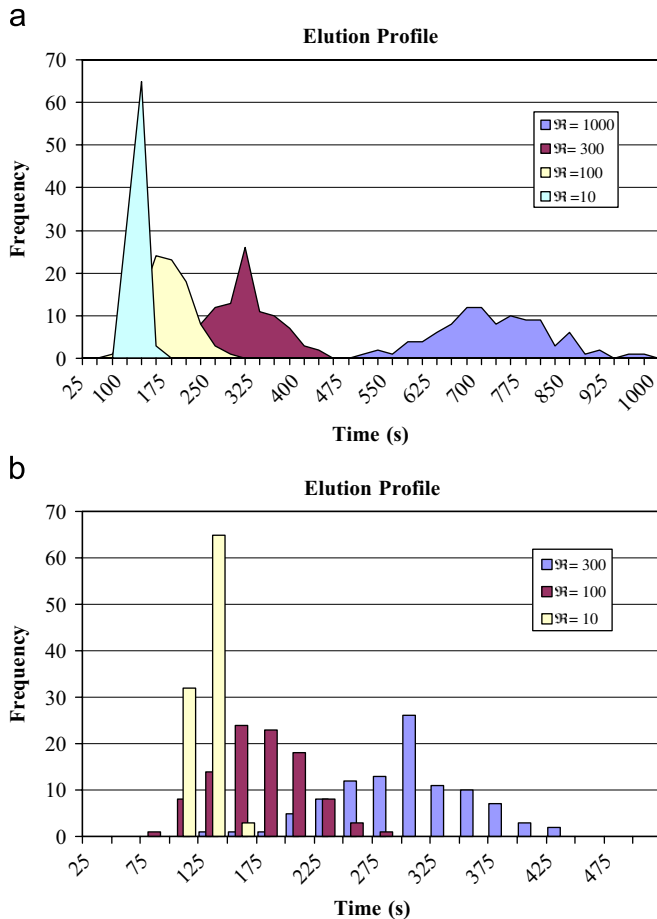 a
Elution Profile
70
60
50
40
30
20
10
0
Frequency
ℜ= 1000
ℜ= 300
ℜ=100
ℜ=10
25
100
175
250
325
400
475
550
625
700
775
850
925
1000
Time (s)
b
Elution Profile
70
60
50
40
30
20
10
0
Frequency
ℜ= 300
ℜ= 100
ℜ= 10
25
75
125
175
225
275
325
375
425
475
Time (s)